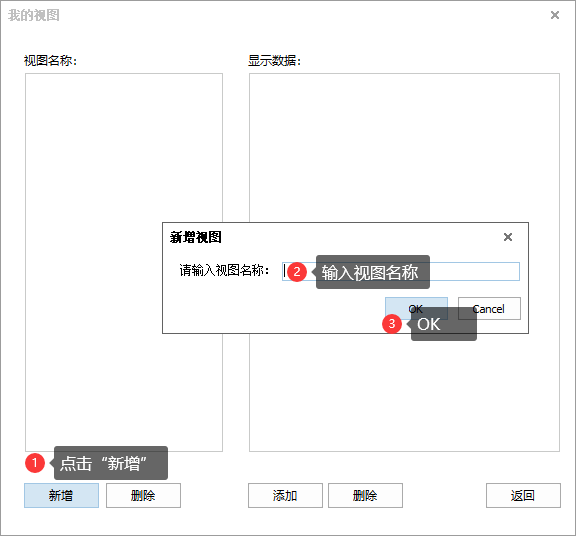 我的视图
视图名称：
显示数据：
新增视图
请输入视图名称：
2 输入视图名称
OK
Cancel
3 OK
1 点击“新增”
新增
删除
添加
删除
返回